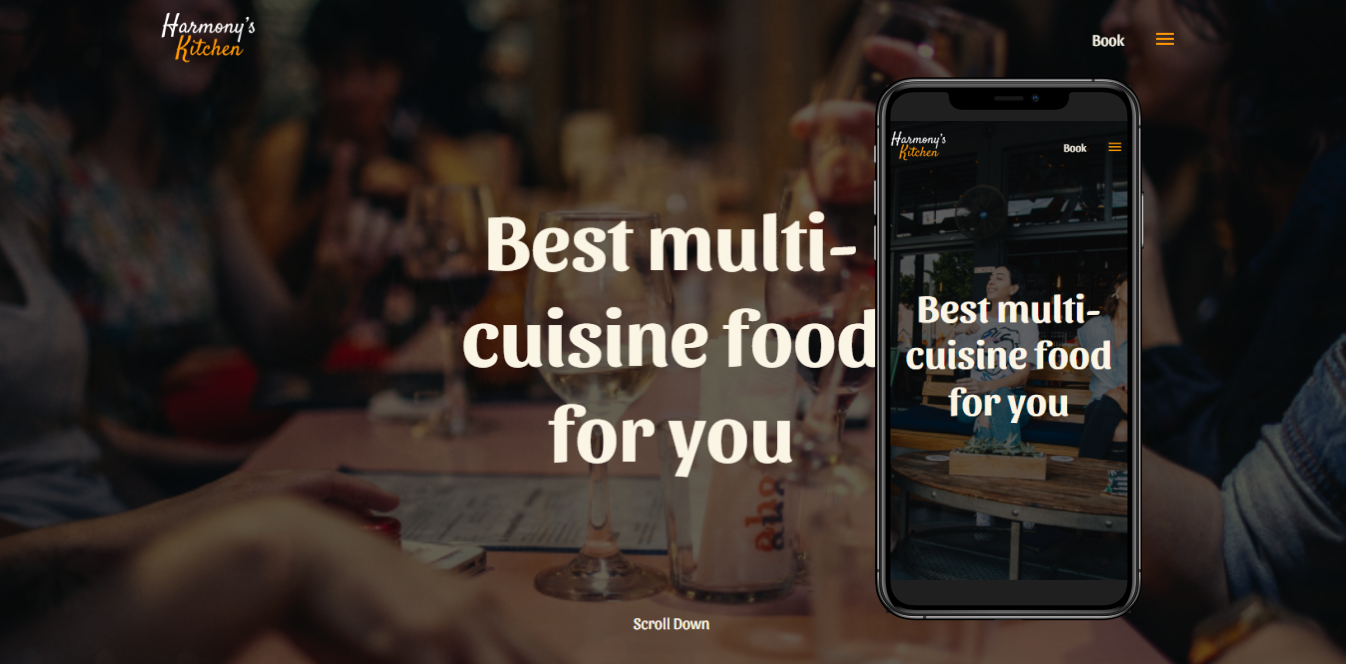 Harmony's
Kitchen
Book
Best multi-
cuisine food
for you
Scroll Down
Harmony's
Kitchen
Book
Best multi-
cuisine food
for you